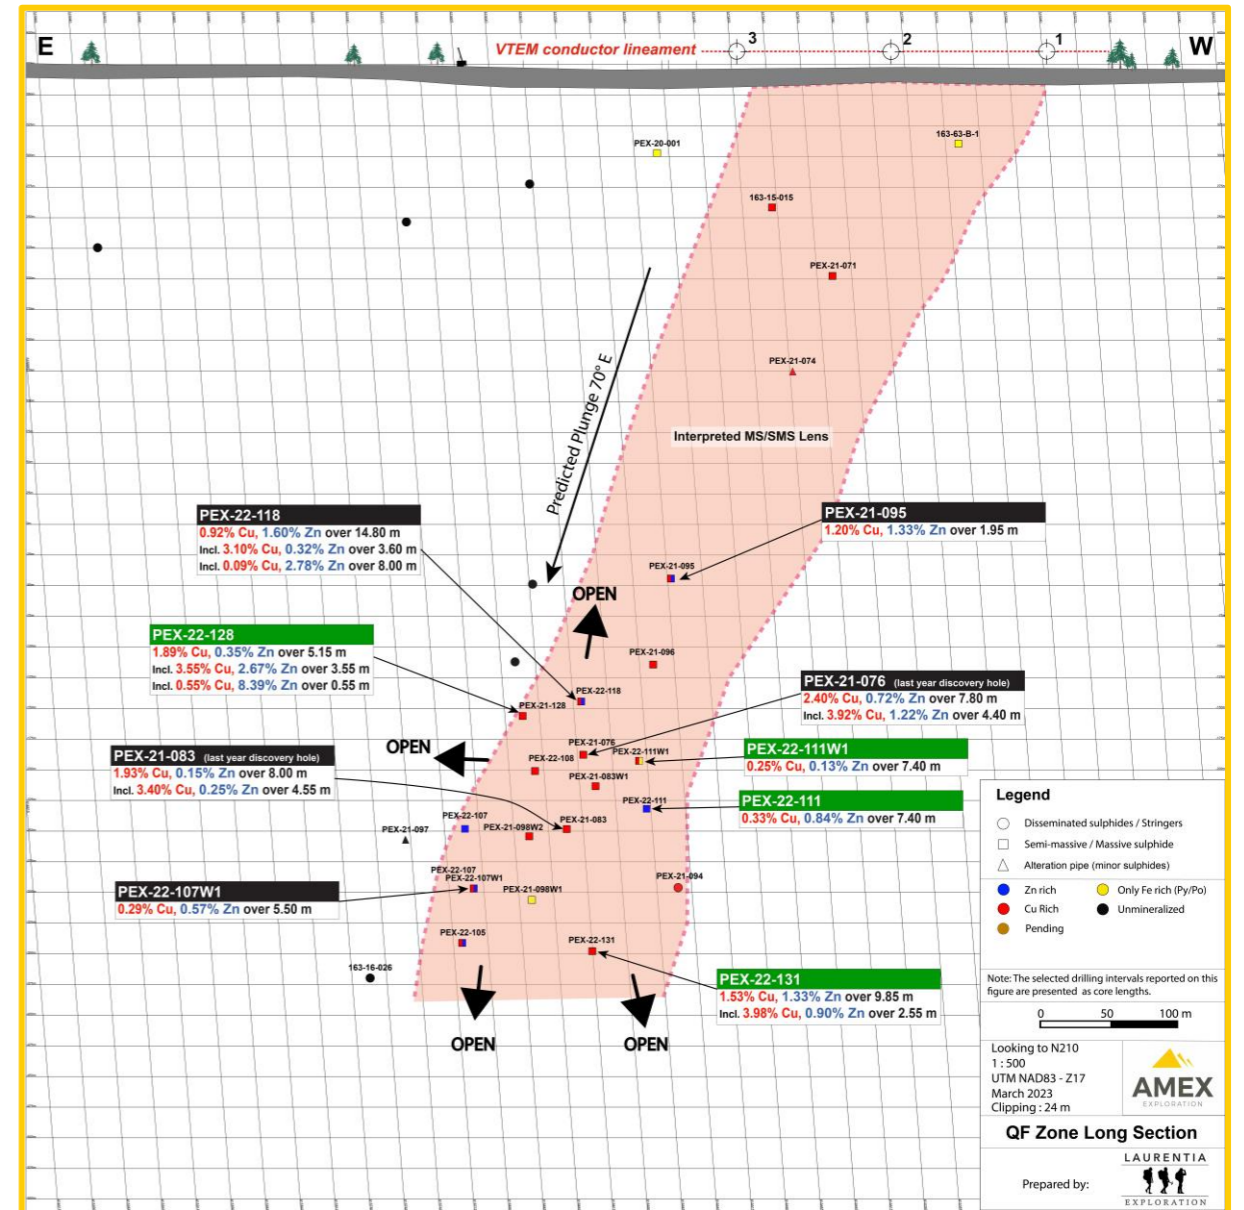 E
VTEM conductor lineament
3
2
1
W
PEX-20-001
163-63-B-1
163-15-015
PEX-21-071
PEX-21-074
Predicted Plunge 70° E
Interpreted MS/SMS Lens
PEX-22-118
0.92% Cu, 1.60% Zn over 14.80 m
Incl. 3.10% Cu, 0.32% Zn over 3.60 m
Incl. 0.09% Cu, 2.78% Zn over 8.00 m
PEX-21-095
1.20% Cu, 1.33% Zn over 1.95 m
PEX-21-095
OPEN
PEX-22-128
1.89% Cu, 0.35% Zn over 5.15 m
Incl. 3.55% Cu, 2.67% Zn over 3.55 m
Incl. 0.55% Cu, 8.39% Zn over 0.55 m
PEX-21-096
PEX-22-118
PEX-21-128
PEX-21-076 (last year discovery hole)
2.40% Cu, 0.72% Zn over 7.80 m
Incl. 3.92% Cu, 1.22% Zn over 4.40 m
OPEN
PEX-21-076
PEX-22-108
PEX-22-111W1
PEX-21-083W1
PEX-22-111W1
0.25% Cu, 0.13% Zn over 7.40 m
PEX-21-083 (last year discovery hole)
1.93% Cu, 0.15% Zn over 8.00 m
Incl. 3.40% Cu, 0.25% Zn over 4.55 m
PEX-22-111
PEX-22-111
0.33% Cu, 0.84% Zn over 7.40 m
PEX-22-107
PEX-21-083
PEX-21-098W2
PEX-21-097
PEX-22-107
PEX-22-107W1
PEX-21-098W1
PEX-21-094
PEX-22-107W1
0.29% Cu, 0.57% Zn over 5.50 m
PEX-22-105
PEX-22-131
163-16-026
PEX-22-131
1.53% Cu, 1.33% Zn over 9.85 m
Incl. 3.98% Cu, 0.90% Zn over 2.55 m
OPEN
OPEN
Legend
Disseminated sulphides / Stringers
Semi-massive / Massive sulphide
Alteration pipe (minor sulphides)
Zn rich
Only Fe rich (Py/Po)
Cu Rich
Unmineralized
Pending
Note: The selected drilling intervals reported on this
figure are presented as core lengths.
0 50 100 m
Looking to N210
1 : 500
UTM NAD83 - Z17
March 2023
Clipping : 24 m
AMEX
EXPLORATION
QF Zone Long Section
Prepared by:
LAURENTIA
EXPLORATION